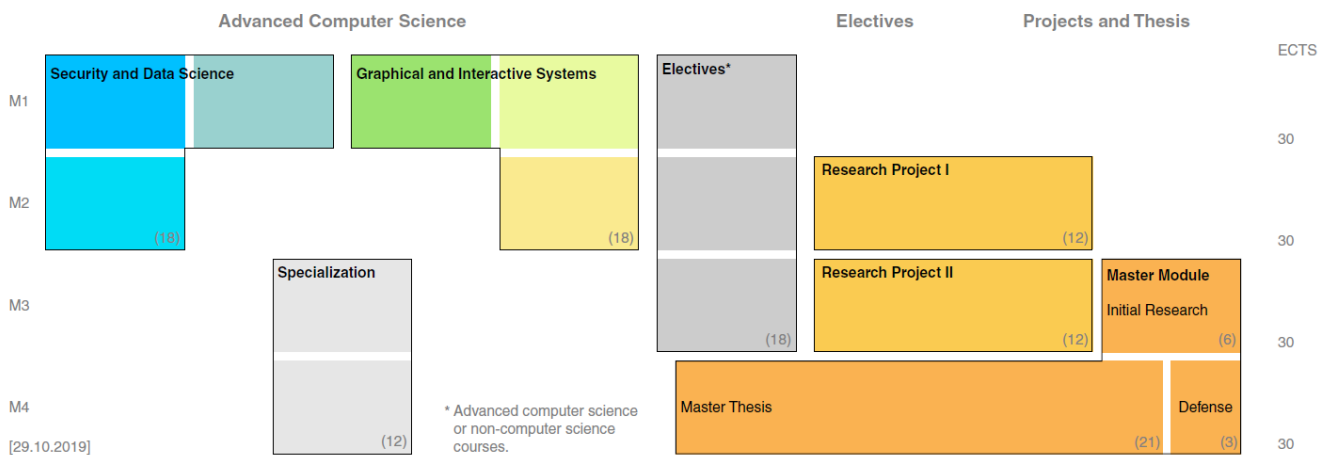 Advanced Computer Science
Electives
Projects and Thesis
ECTS
Security and Data Science
Graphical and Interactive Systems
Electives*
M1
30
M2
Research Project I
(18)
(18)
(12)
30
Specialization
Research Project II
Master Module
M3
Initial Research
(18)
(12)
(6)
30
M4
* Advanced computer science
or non-computer science
courses.
Master Thesis
Defense
(12)
(21)
(3)
30
[29.10.2019]